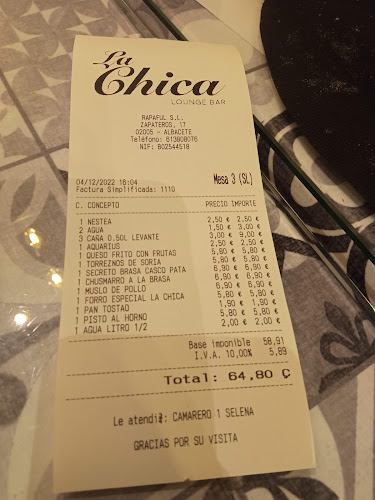 La
Chica
LOUNGE BAR
RAPAFUL S.L.
ZAPATEROS, 17
02005 - ALBACETE
Teléfono: 613608076
NIF: B02544518
04/12/2022 16:04 Mesa 3 (SL)
Factura Simplificada: 1110
C. CONCEPTO PRECIO IMPORTE
1 NESTEA 2,50 € 2,50 €
2 AGUA 1,50 € 3,00 €
3 CAÑA 0.50L LEVANTE 3,00 € 9,00 €
1 AQUARIUS 2,50 € 2,50 €
1 QUESO FRITO CON FRUTAS 5,80 € 5,80 €
1 TORREZNOS DE SORIA 5,80 € 5,80 €
1 SECRETO BRASA CASCO PATA 6,90 € 6,90 €
1 CHUSMARRO A LA BRASA 6,90 € 6,90 €
1 MUSLO DE POLLO 6,90 € 6,90 €
1 FORRO ESPECIAL LA CHICA 5,80 € 5,80 €
1 PAN TOSTAO 1,90 € 1,90 €
1 PISTO AL HORNO 5,80 € 5,80 €
1 AGUA LITRO 1/2 2,00 € 2,00 €
Base imponible 58,91
I.V.A. 10,00% 5,89
Total: 64,80 Ç
Le atendió: CAMARERO 1 SELENA
GRACIAS POR SU VISITA